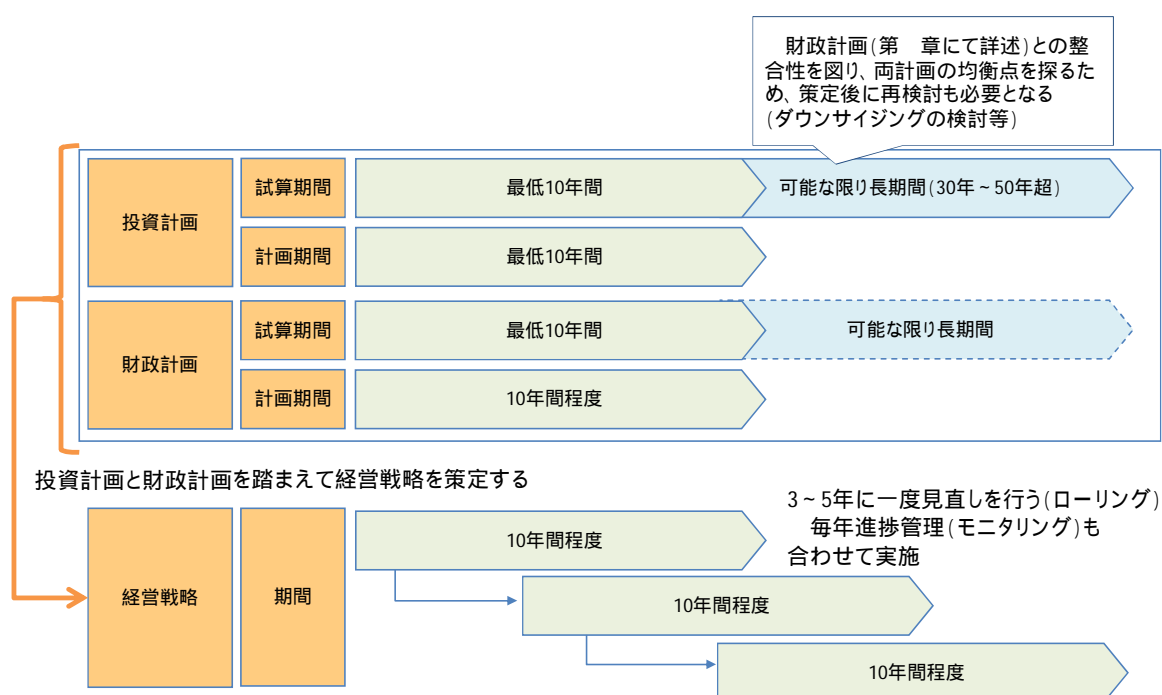 財政計画(第　章にて詳述)との整
合性を図り、両計画の均衡点を探るた
め、策定後に再検討も必要となる
(ダウンサイジングの検討等)
投資計画
試算期間
最低10年間
可能な限り長期間(30年~50年超)
計画期間
最低10年間
財政計画
試算期間
最低10年間
可能な限り長期間
計画期間
10年間程度
投資計画と財政計画を踏まえて経営戦略を策定する
3~5年に一度見直しを行う(ローリング)
毎年進捗管理(モニタリング)も
合わせて実施
経営戦略
期間
10年間程度
10年間程度
10年間程度